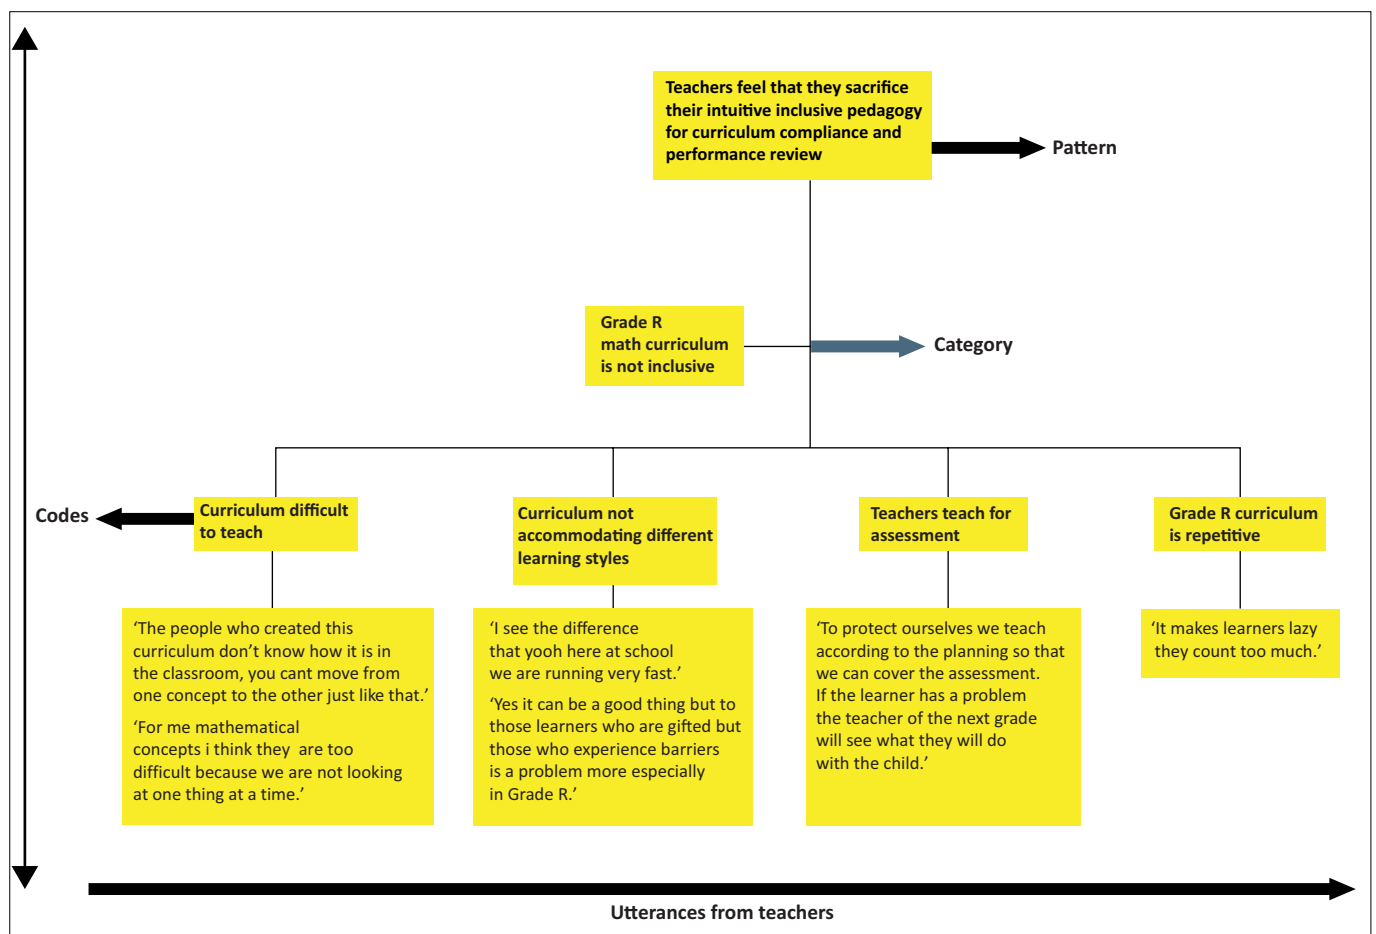 Teachers feel that they sacrifice
their intuitive inclusive pedagogy
for curriculum compliance and
performance review
Pattern
Grade R
math curriculum
is not inclusive
Category
Codes
Curriculum difficult
to teach
Curriculum not
accommodating different
learning styles
Teachers teach for
assessment
Grade R curriculum
is repetitive
‘The people who created this
curriculum don’t know how it is in
the classroom, you cant move from
one concept to the other just like that.’
‘For me mathematical
concepts i think they are too
difficult because we are not looking
at one thing at a time.’
‘I see the difference
that yooh here at school
we are running very fast.’
‘Yes it can be a good thing but to
those learners who are gifted but
those who experience barriers
is a problem more especially
in Grade R.’
‘To protect ourselves we teach
according to the planning so that
we can cover the assessment.
If the learner has a problem
the teacher of the next grade
will see what they will do
with the child.’
‘It makes learners lazy
they count too much.’
Utterances from teachers